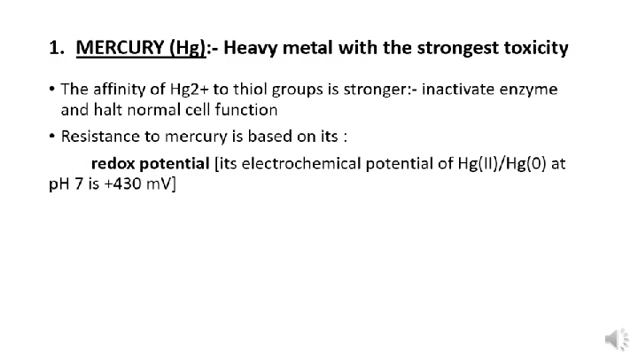 1. MERCURY (Hg):- Heavy metal with the strongest toxicity
• The affinity of Hg2+ to thiol groups is stronger:- inactivate enzyme
and halt normal cell function
• Resistance to mercury is based on its :
redox potential [its electrochemical potential of Hg(II)/Hg(0) at
pH 7 is +430 mV]